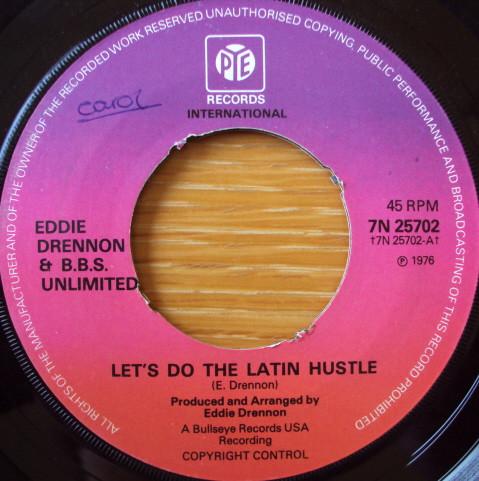 ALL RIGHTS OF THE MANUFACTURER AND OF THE OWNER OF THE RECORDED WORK RESERVED UNAUTHORISED COPYING, PUBLIC PERFORMANCE AND BROADCASTING OF THIS RECORD PROHIBITED
PYE
RECORDS
INTERNATIONAL
carol
45 RPM
7N 25702
†7N 25702-A†
℗ 1976
EDDIE
DRENNON
& B.B.S.
UNLIMITED
LET'S DO THE LATIN HUSTLE
(E. Drennon)
Produced and Arranged by
Eddie Drennon
A Bullseye Records USA
Recording
COPYRIGHT CONTROL